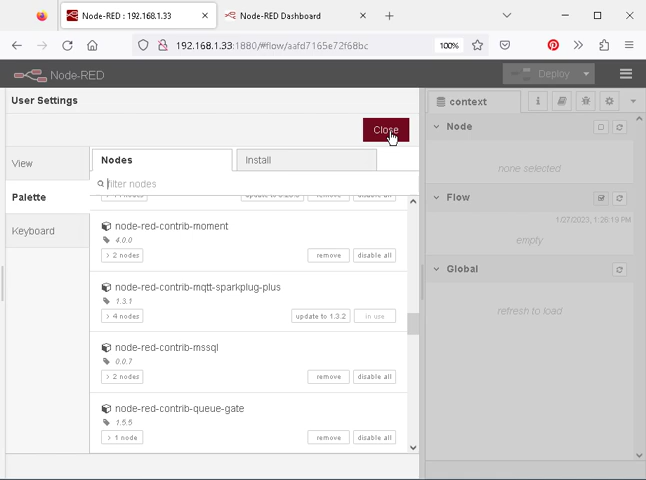 Node-RED : 192.168.1.33
Node-RED Dashboard
192.168.1.33:1880/#flow/aafd7165e72f68bc
100%
Node-RED
Deploy
User Settings
context
Close
Node
none selected
View
Nodes
Install
filter nodes
Palette
Flow
1/27/2023, 1:26:19 PM
Keyboard
node-red-contrib-moment
empty
4.0.0
> 2 nodes
remove
disable all
Global
node-red-contrib-mqtt-sparkplug-plus
1.3.1
refresh to load
> 4 nodes
update to 1.3.2
in use
node-red-contrib-mssql
0.0.7
> 2 nodes
remove
disable all
node-red-contrib-queue-gate
1.5.5
> 1 node
remove
disable all